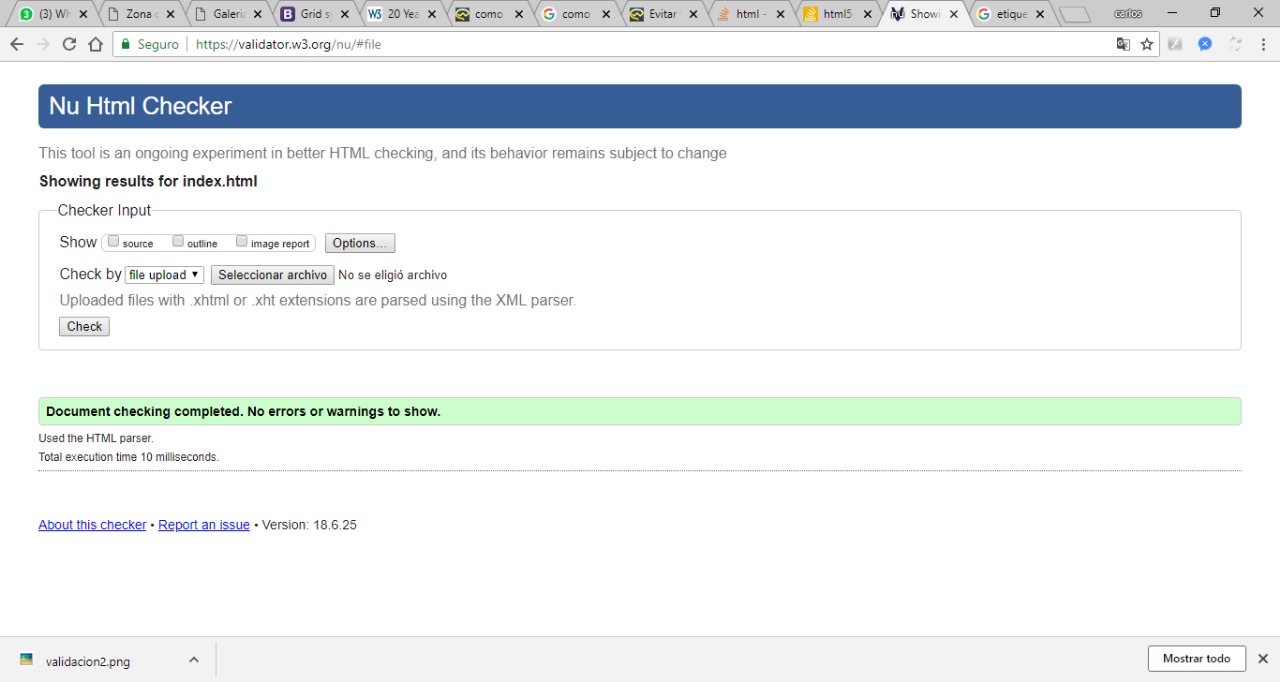 (3) Wh Zona Galeria Grid sy 20 Yea como como Evitar html - html5 Showi etique carlos
Seguro https://validator.w3.org/nu/#file
Nu Html Checker
This tool is an ongoing experiment in better HTML checking, and its behavior remains subject to change
Showing results for index.html
Checker Input
Show source outline image report Options...
Check by file upload Seleccionar archivo No se eligió archivo
Uploaded files with .xhtml or .xht extensions are parsed using the XML parser.
Check
Document checking completed. No errors or warnings to show.
Used the HTML parser.
Total execution time 10 milliseconds.
About this checker • Report an issue • Version: 18.6.25
validacion2.png Mostrar todo